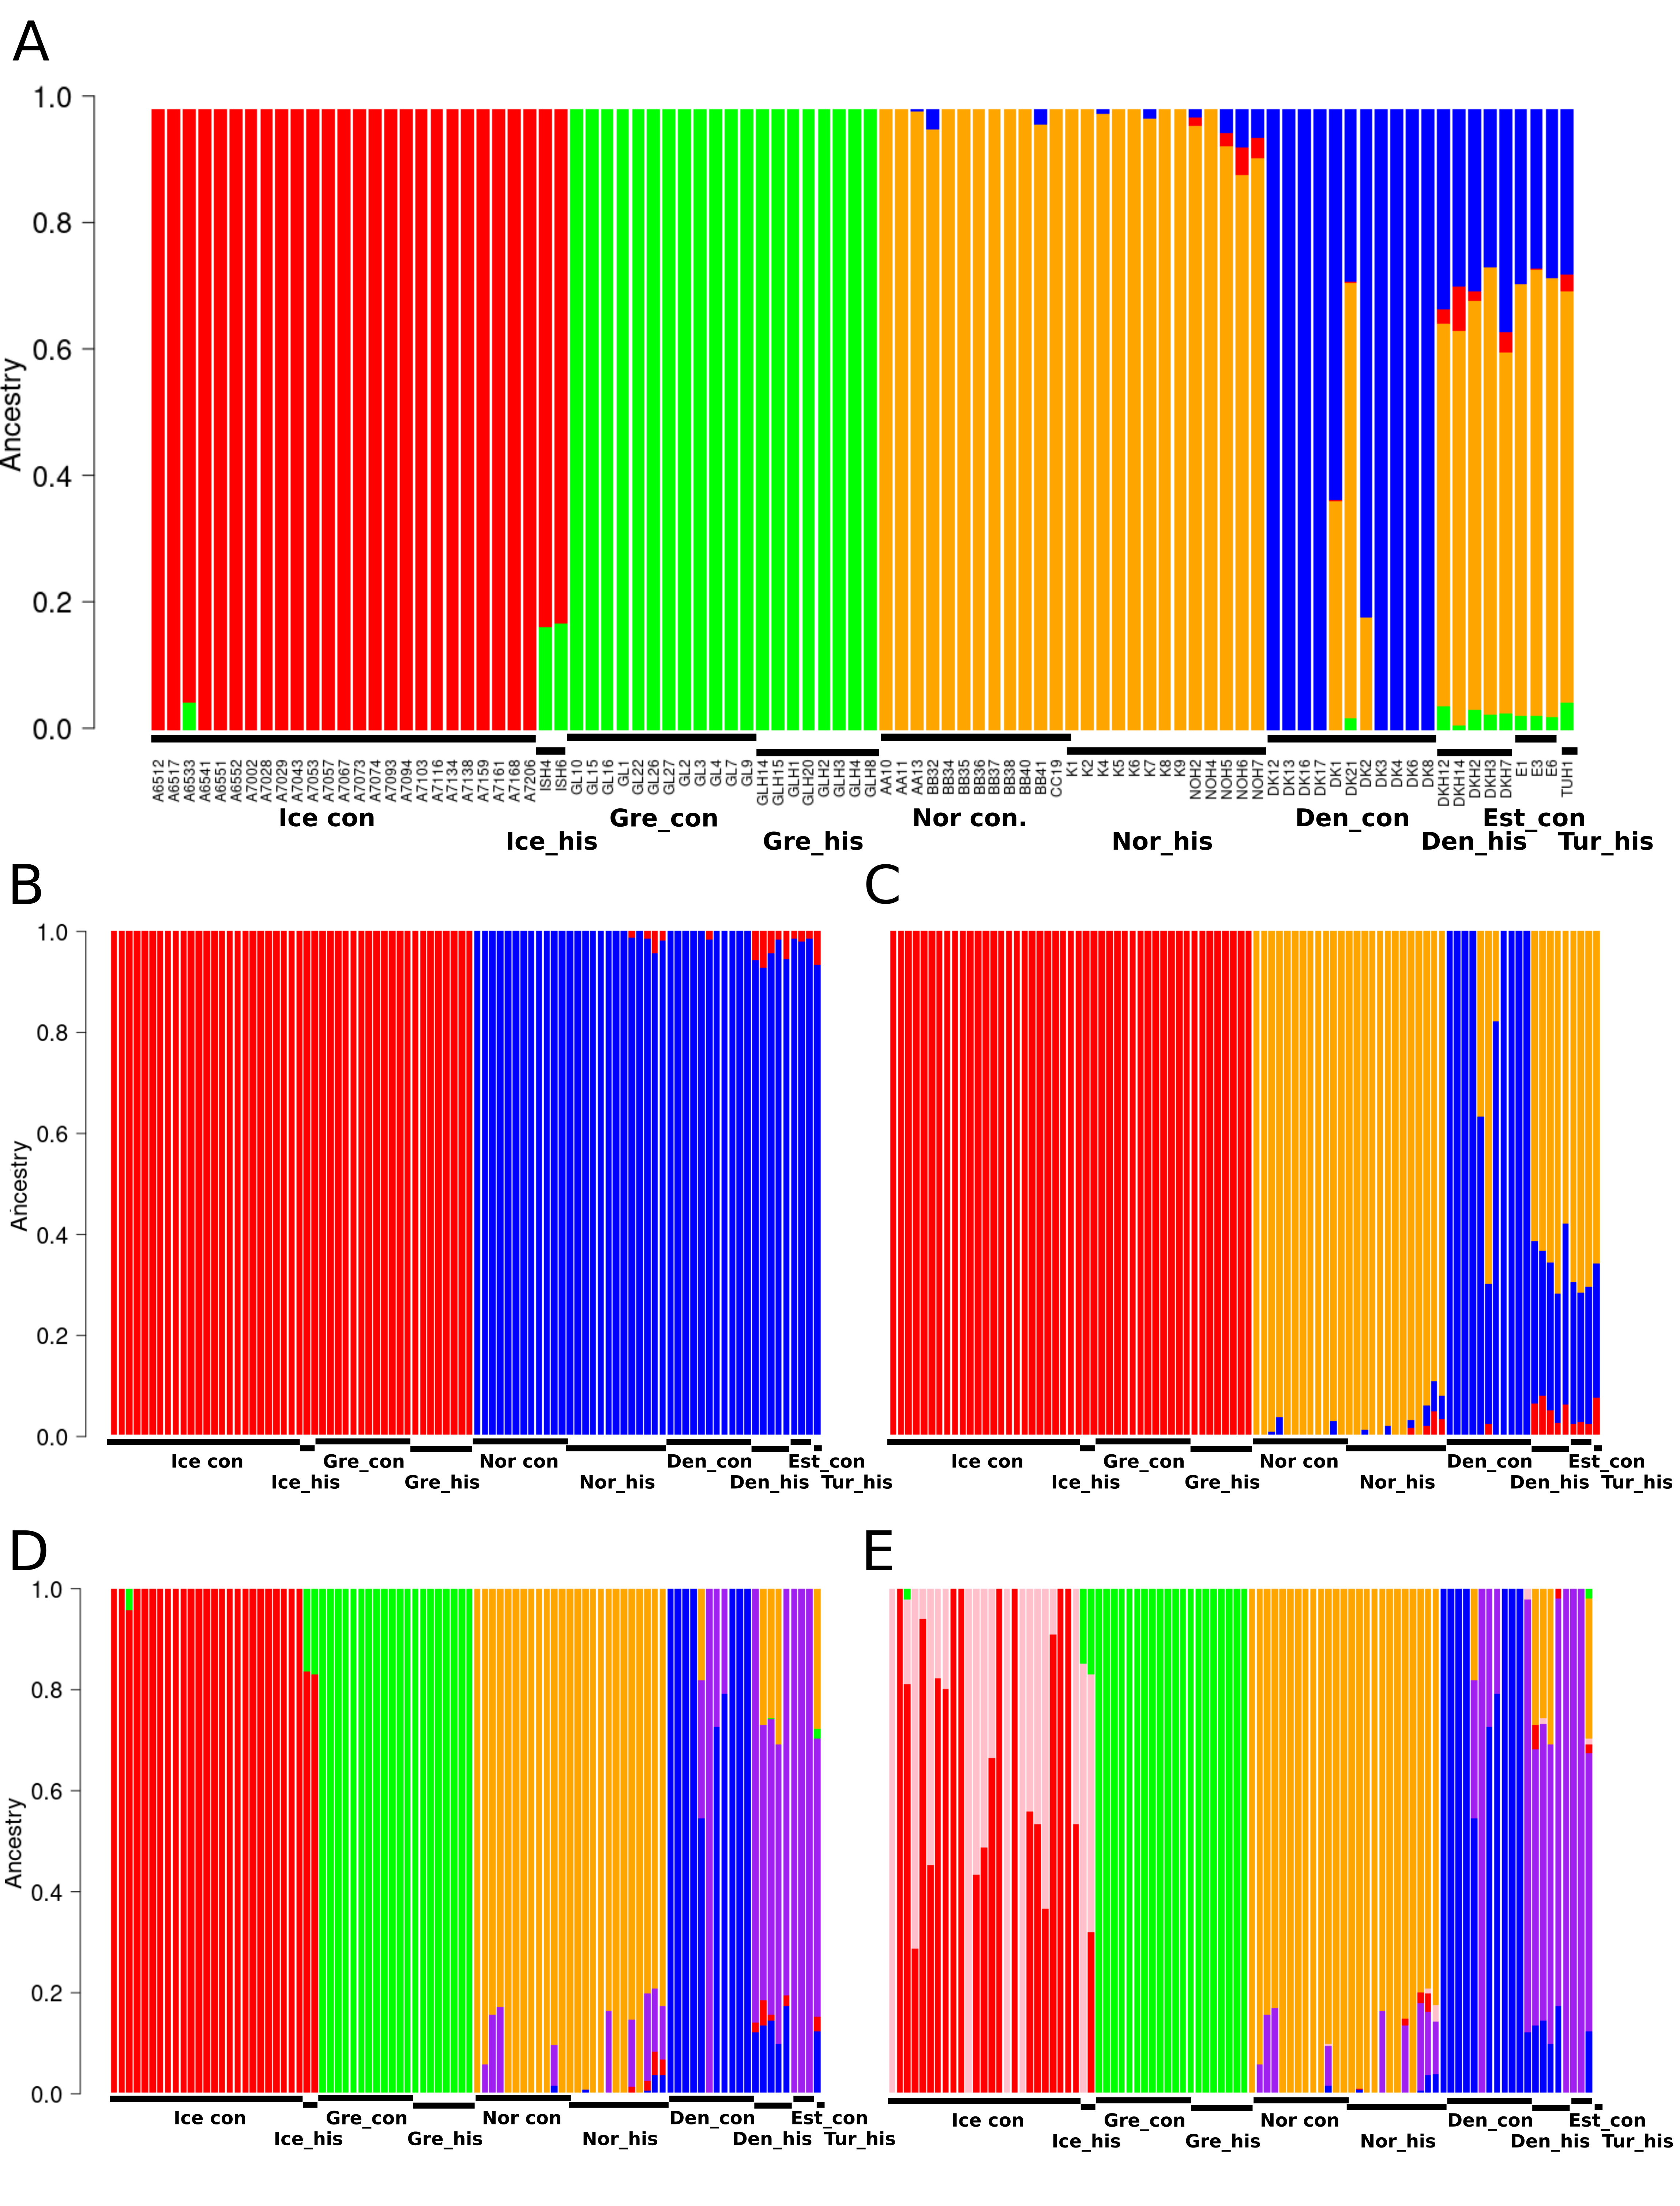 A
1.0
0.8
0.6
0.4
0.2
0.0
Ancestry
A6512 A6517 A6533 A6541 A6551 A6552 A7002 A7028 A7029 A7043 A7053 A7057 A7067 A7073 A7074 A7093 A7094 A7103 A7116 A7134 A7138 A7159 A7161 A7168 A7206 ISH4 ISH6 GL10 GL15 GL16 GL1 GL22 GL26 GL27 GL2 GL3 GL4 GL7 GL9 GLH14 GLH15 GLH1 GLH20 GLH2 GLH3 GLH4 GLH8 AA10 AA11 AA13 BB32 BB34 BB35 BB36 BB37 BB38 BB40 BB41 CC19 K1 K2 K4 K5 K6 K7 K8 K9 NOH2 NOH4 NOH5 NOH6 NOH7 DK12 DK13 DK16 DK17 DK1 DK21 DK2 DK3 DK4 DK6 DK8 DKH12 DKH14 DKH2 DKH3 DKH7 E1 E3 E6 TUH1
Ice con Gre_con Nor con. Den_con Est_con
Ice_his Gre_his Nor_his Den_his Tur_his
B
1.0
0.8
0.6
0.4
0.2
0.0
Ancestry
Ice con Gre_con Nor con Den_con Est_con
Ice_his Gre_his Nor_his Den_his Tur_his
C
Ice con Gre_con Nor con Den_con Est_con
Ice_his Gre_his Nor_his Den_his Tur_his
D
1.0
0.8
0.6
0.4
0.2
0.0
Ancestry
Ice con Gre_con Nor con Den_con Est_con
Ice_his Gre_his Nor_his Den_his Tur_his
E
Ice con Gre_con Nor con Den_con Est_con
Ice_his Gre_his Nor_his Den_his Tur_his